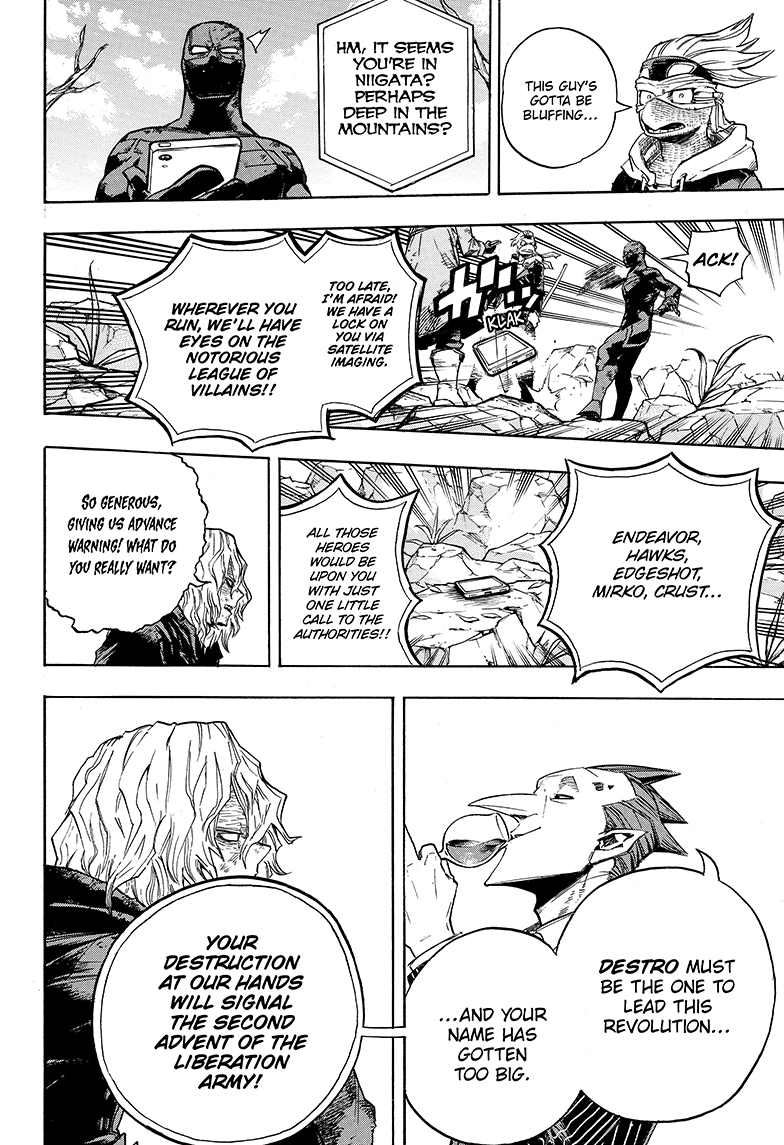 THIS GUY'S
GOTTA BE
BLUFFING...
HM, IT SEEMS
YOU'RE IN
NIIGATA?
PERHAPS
DEEP IN THE
MOUNTAINS?
ACK!
ガッ
KLAK
TOO LATE,
I'M AFRAID!
WE HAVE A
LOCK ON
YOU VIA
SATELLITE
IMAGING.
WHEREVER YOU
RUN, WE'LL HAVE
EYES ON THE
NOTORIOUS
LEAGUE OF
VILLAINS!!
ENDEAVOR,
HAWKS,
EDGESHOT,
MIRKO, CRUST...
ALL THOSE
HEROES
WOULD BE
UPON YOU
WITH JUST
ONE LITTLE
CALL TO THE
AUTHORITIES!!
SO GENEROUS,
GIVING US ADVANCE
WARNING! WHAT DO
YOU REALLY WANT?
DESTRO MUST
BE THE ONE TO
LEAD THIS
REVOLUTION...
...AND YOUR
NAME HAS
GOTTEN
TOO BIG.
YOUR
DESTRUCTION
AT OUR HANDS
WILL SIGNAL
THE SECOND
ADVENT OF THE
LIBERATION
ARMY!